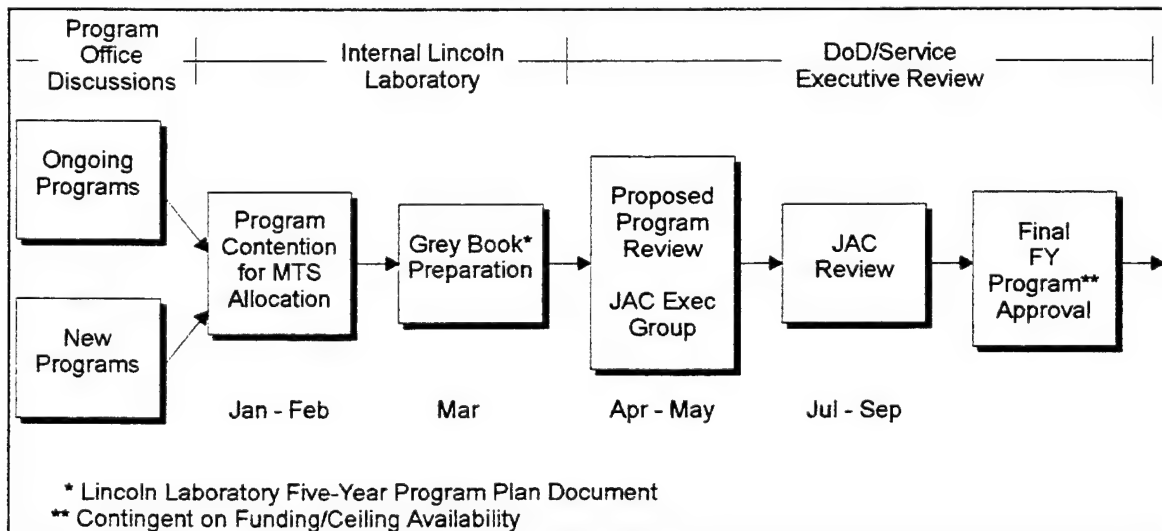 Program
Office
Discussions
Internal Lincoln
Laboratory
DoD/Service
Executive Review
Ongoing
Programs
New
Programs
Program
Contention
for MTS
Allocation
Grey Book*
Preparation
Proposed
Program
Review
JAC Exec
Group
JAC
Review
Final
FY
Program**
Approval
Jan - Feb
Mar
Apr - May
Jul - Sep
* Lincoln Laboratory Five-Year Program Plan Document
** Contingent on Funding/Ceiling Availability